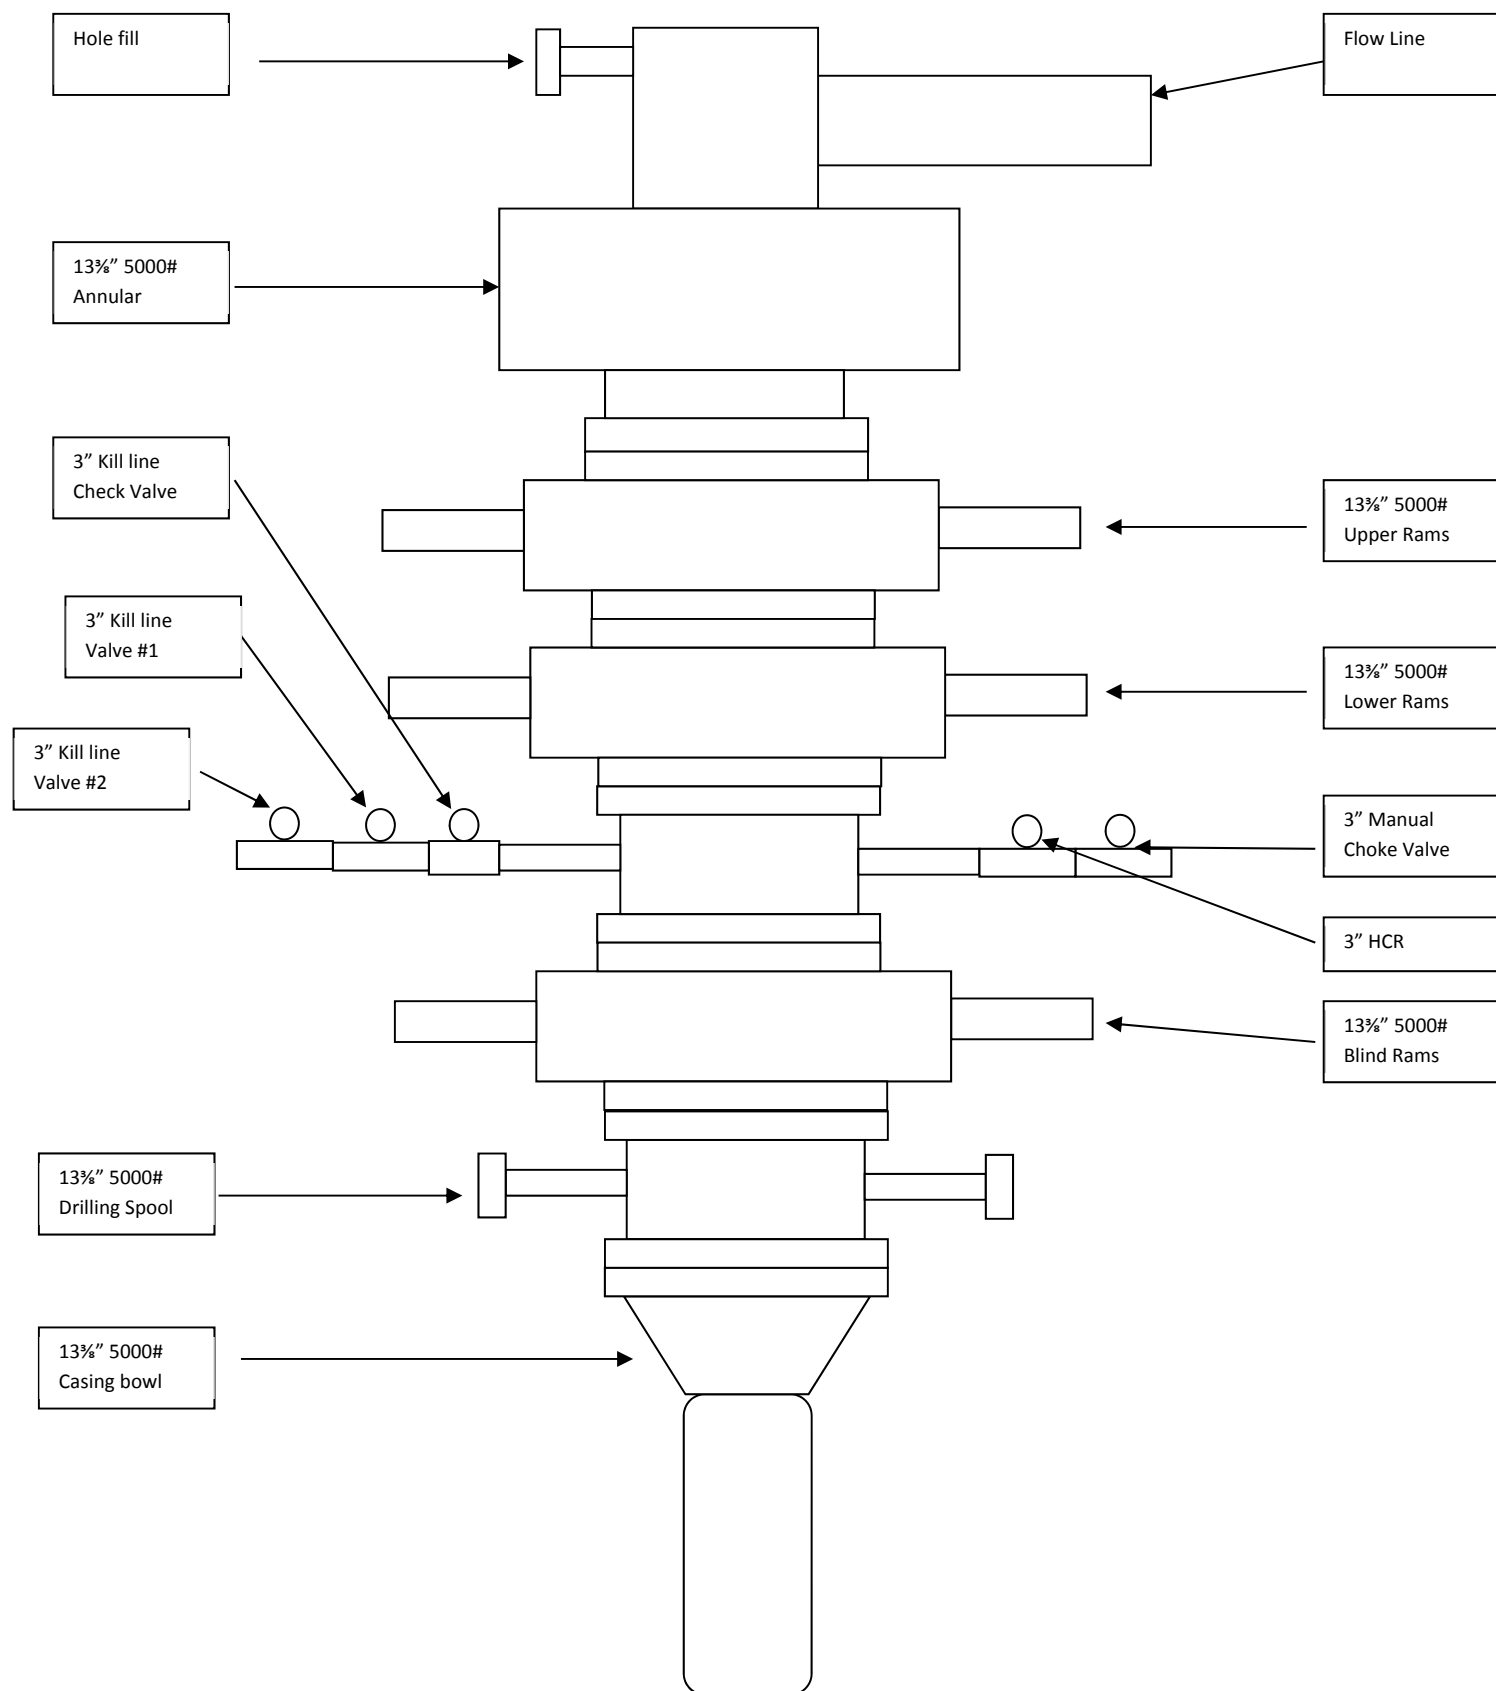 Hole fill
Flow Line
13⅜” 5000#
Annular
3” Kill line
Check Valve
13⅜” 5000#
Upper Rams
3” Kill line
Valve #1
13⅜” 5000#
Lower Rams
3” Kill line
Valve #2
3” Manual
Choke Valve
3” HCR
13⅜” 5000#
Blind Rams
13⅜” 5000#
Drilling Spool
13⅜” 5000#
Casing bowl